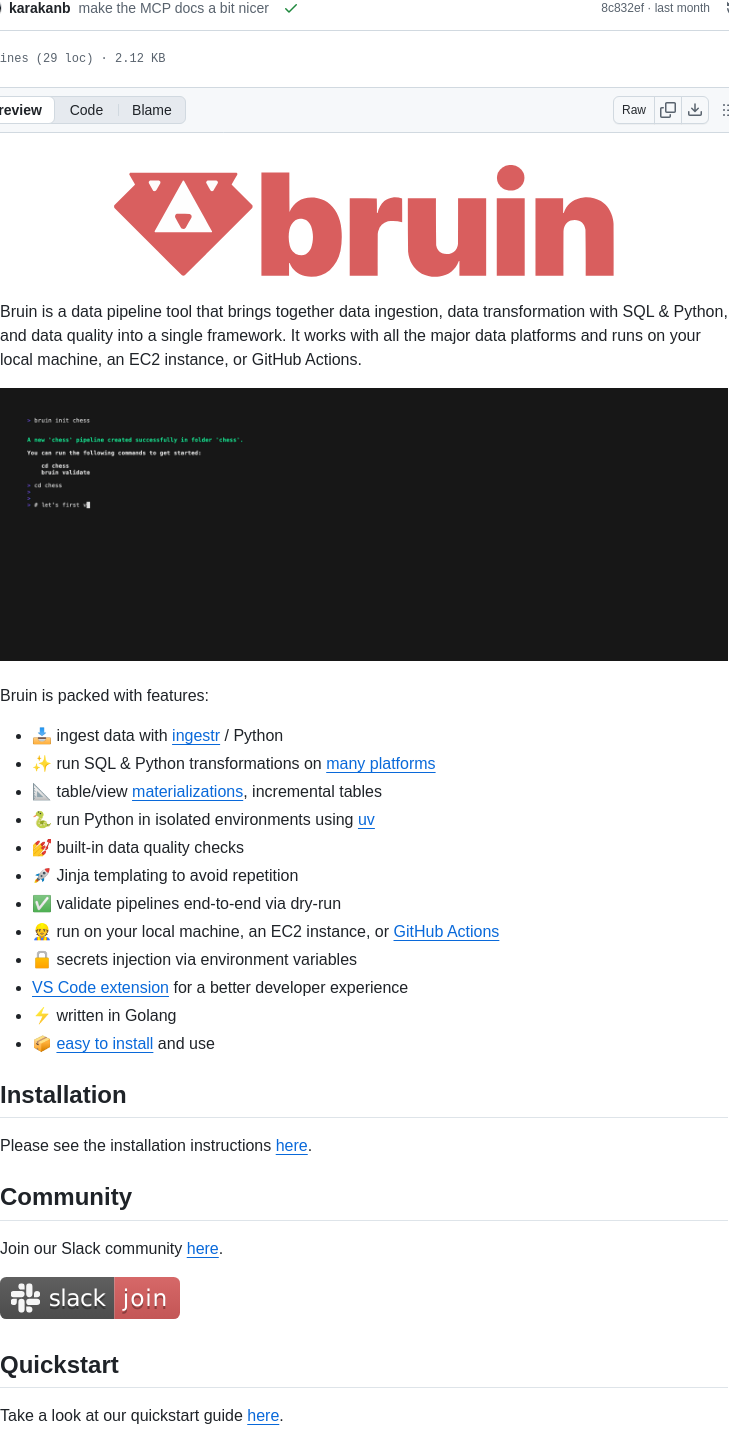 karakanb make the MCP docs a bit nicer 8c832ef · last month
ines (29 loc) · 2.12 KB
review Code Blame Raw
bruin
Bruin is a data pipeline tool that brings together data ingestion, data transformation with SQL & Python,
and data quality into a single framework. It works with all the major data platforms and runs on your
local machine, an EC2 instance, or GitHub Actions.
> bruin init chess
A new 'chess' pipeline created successfully in folder 'chess'.
You can run the following commands to get started:
cd chess
bruin validate
> cd chess
>
>
> # let's first v
Bruin is packed with features:
• 📥 ingest data with ingestr / Python
• ✨ run SQL & Python transformations on many platforms
• 📐 table/view materializations, incremental tables
• 🐍 run Python in isolated environments using uv
• 💅 built-in data quality checks
• 🚀 Jinja templating to avoid repetition
• ✅ validate pipelines end-to-end via dry-run
• 👷 run on your local machine, an EC2 instance, or GitHub Actions
• 🔒 secrets injection via environment variables
• VS Code extension for a better developer experience
• ⚡ written in Golang
• 📦 easy to install and use
Installation
Please see the installation instructions here.
Community
Join our Slack community here.
slack join
Quickstart
Take a look at our quickstart guide here.